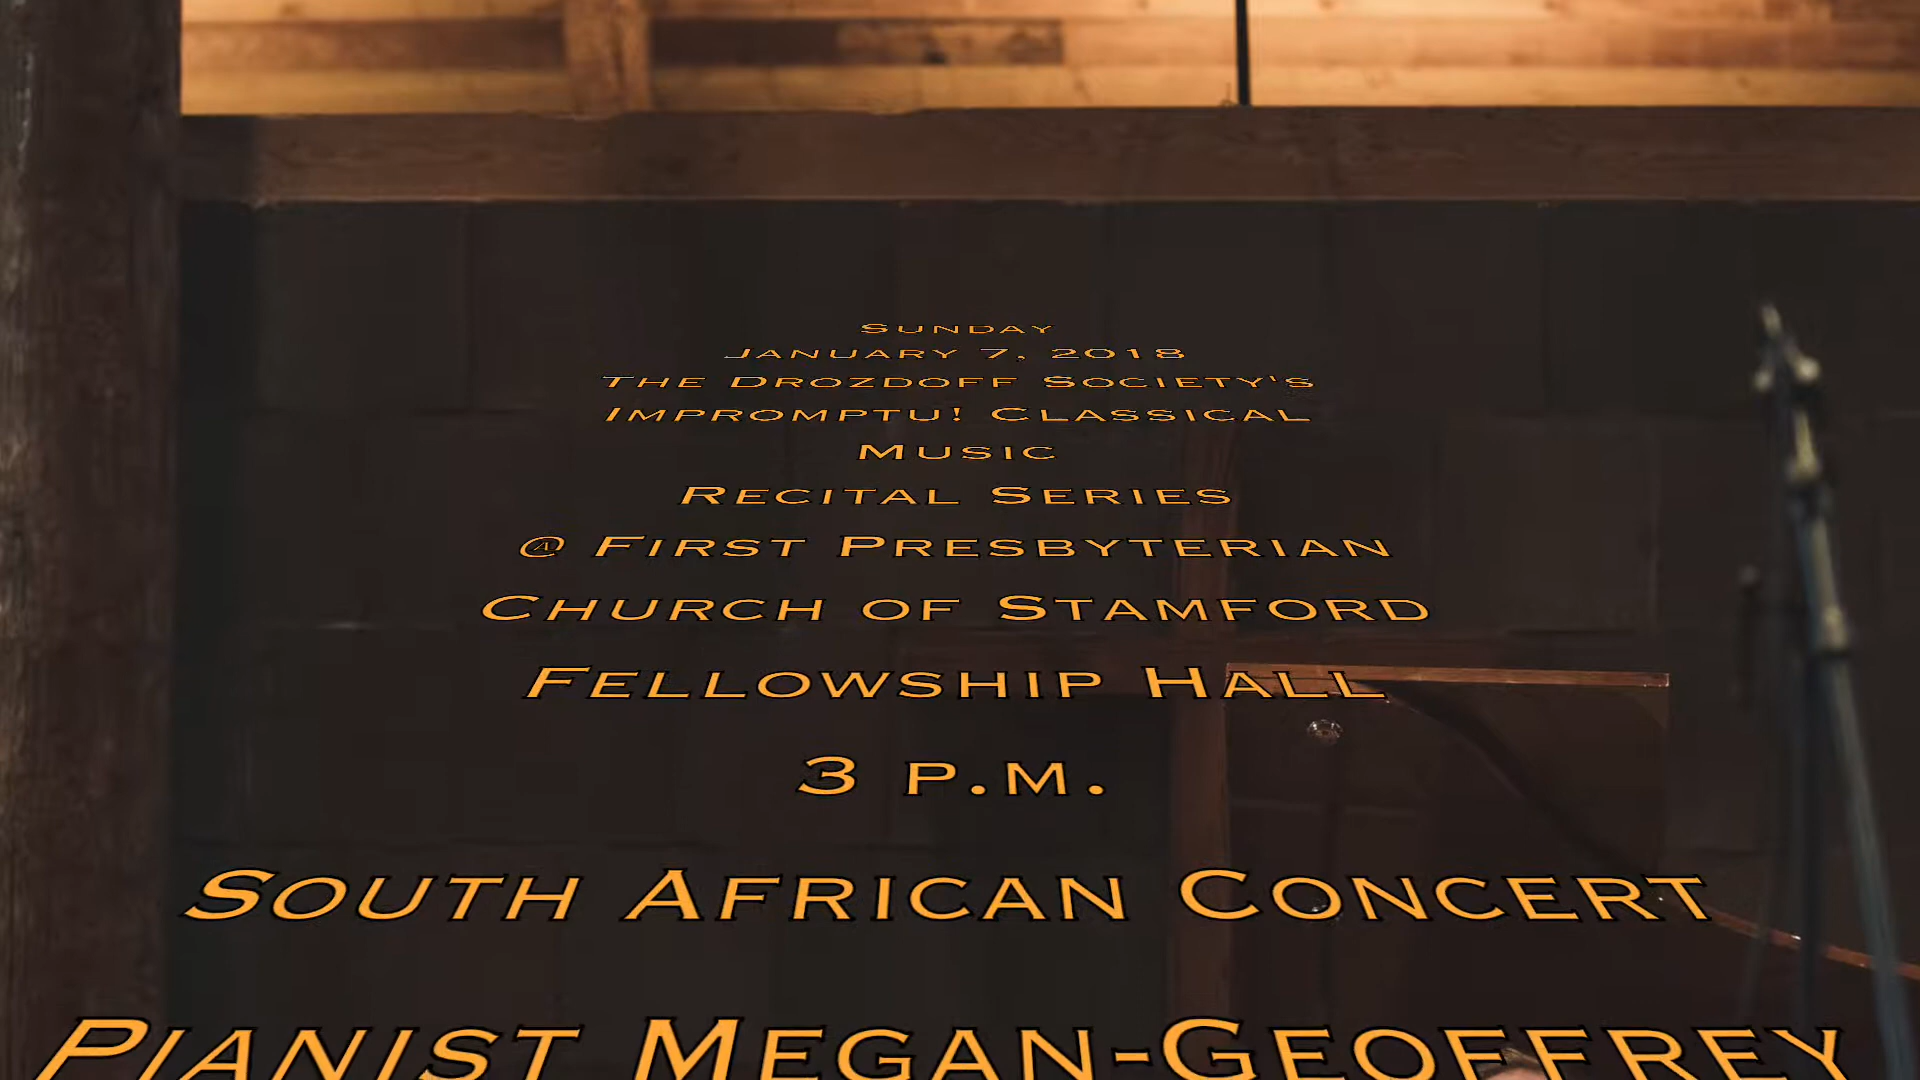 Sunday
January 7, 2018
The Drozdoff Society's
Impromptu! Classical
Music
Recital Series
@ First Presbyterian
Church of Stamford
Fellowship Hall
3 p.m.
South African Concert
Pianist Megan-Geoffrey